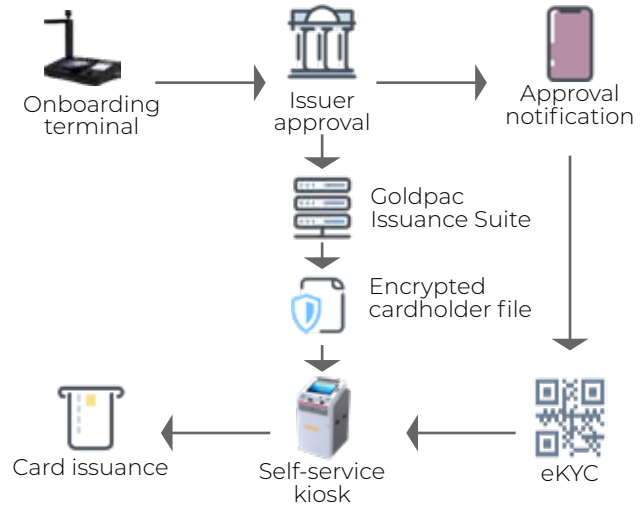 Onboarding
terminal
Issuer
approval
Approval
notification
Goldpac
Issuance Suite
Encrypted
cardholder file
Card issuance
Self-service
kiosk
eKYC